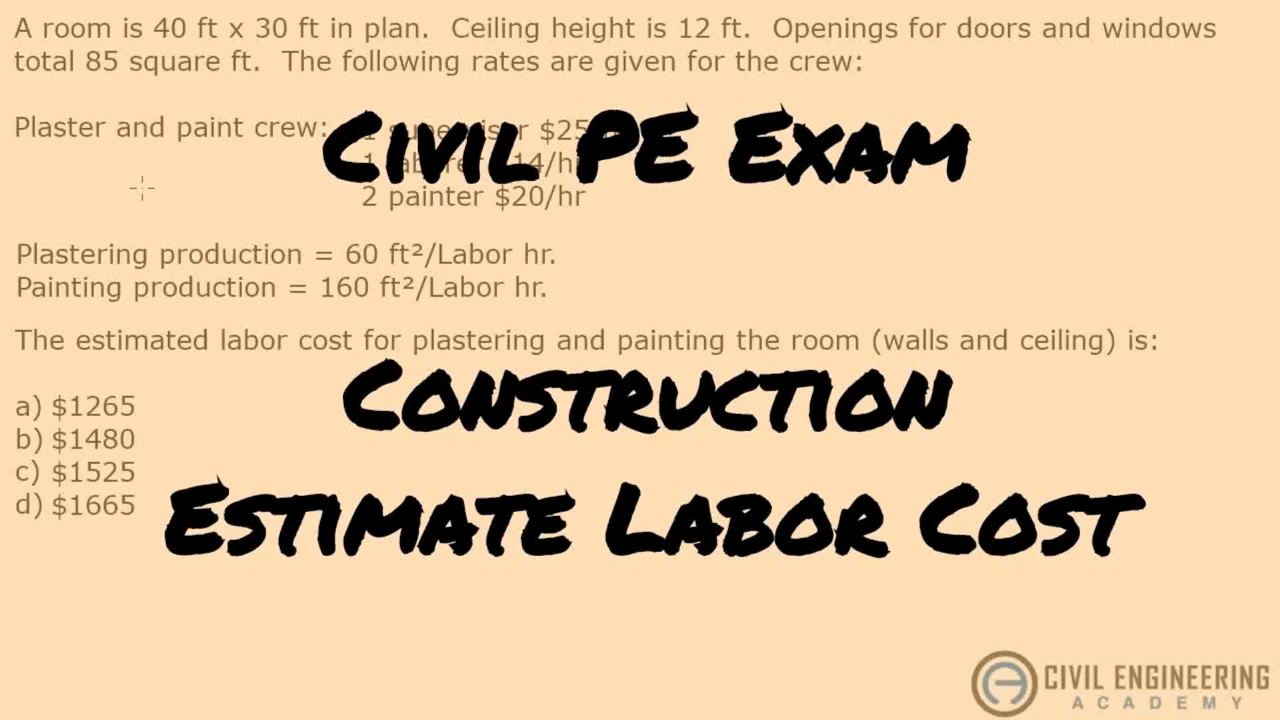 A room is 40 ft x 30 ft in plan.  Ceiling height is 12 ft.  Openings for doors and windows
total 85 square ft.  The following rates are given for the crew:
Plaster and paint crew: 1 $25
CIVIL PE EXAM
1 14/h
2 painter $20/hr
Plastering production = 60 ft²/Labor hr.
Painting production = 160 ft²/Labor hr.
The estimated labor cost for plastering and painting the room (walls and ceiling) is:
CONSTRUCTION
a) $1265
b) $1480
c) $1525
d) $1665
ESTIMATE LABOR COST
CIVIL ENGINEERING
ACADEMY